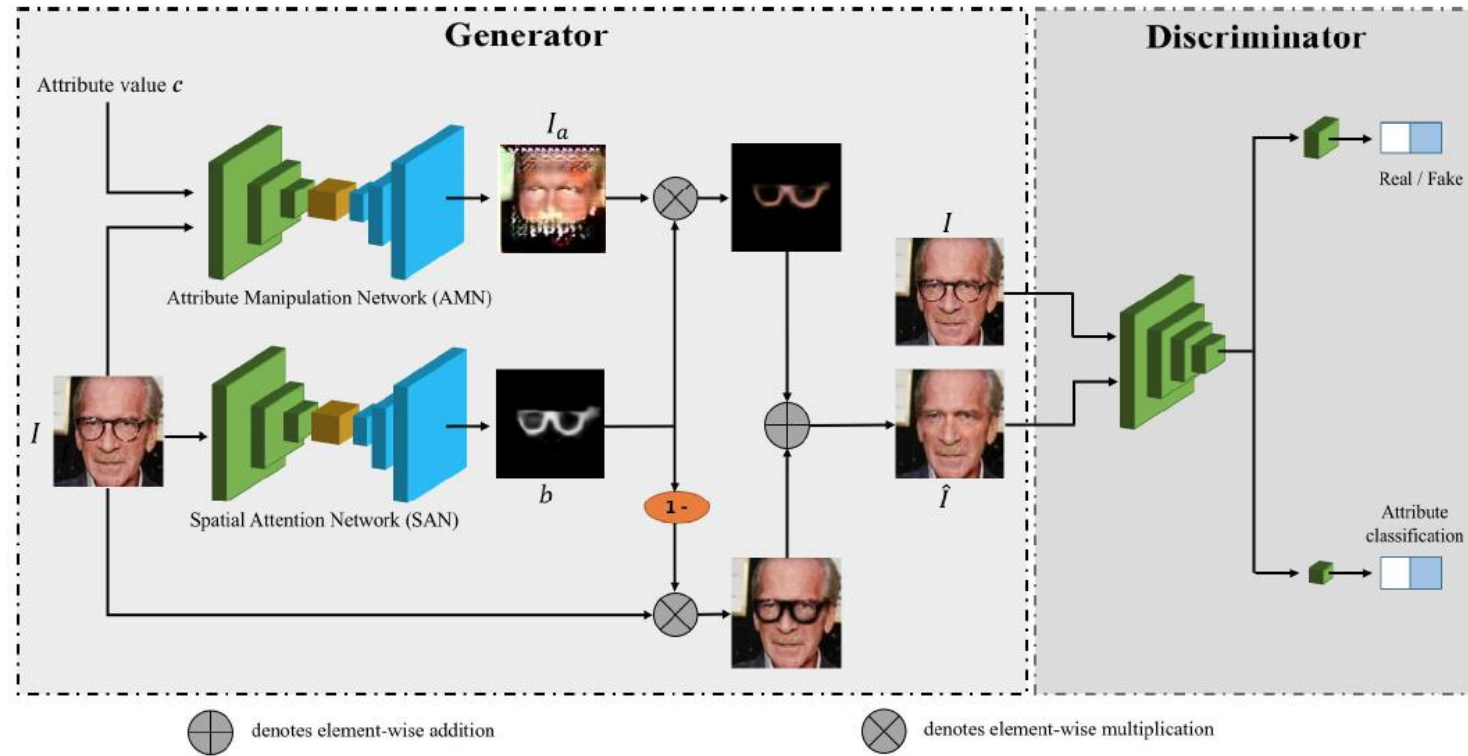 Generator
Discriminator
Attribute value c
I_a
Attribute Manipulation Network (AMN)
I
Real / Fake
I
Spatial Attention Network (SAN)
b
1 -
Î
Attribute
classification
denotes element-wise addition
denotes element-wise multiplication